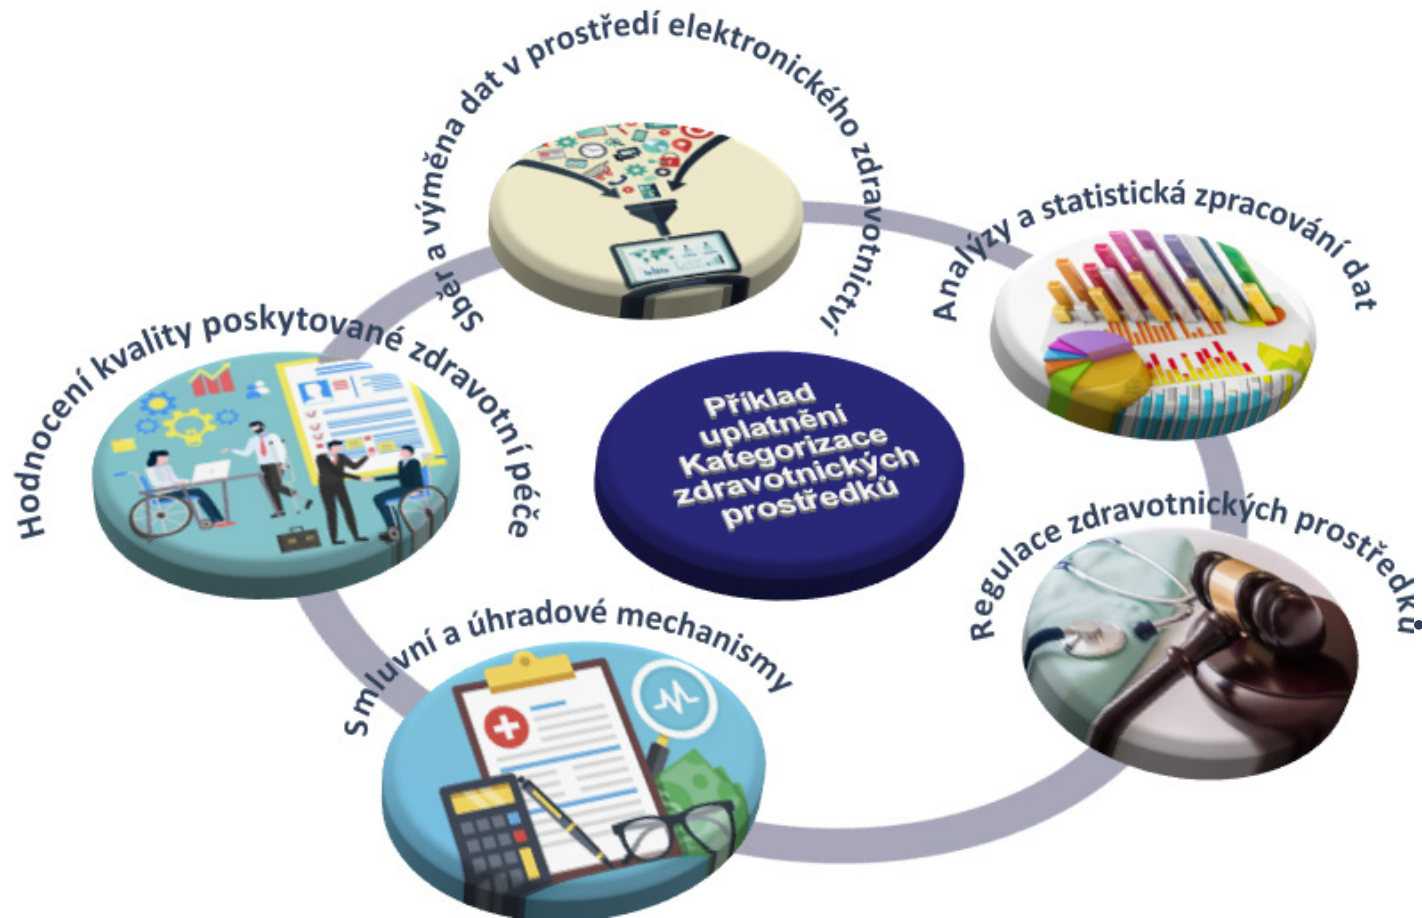 Sběr a výměna dat v prostředí elektronického zdravotnictví
Analýzy a statistická zpracování dat
Hodnocení kvality poskytované zdravotní péče
Příklad
uplatnění
Kategorizace
zdravotnických
prostředků
Regulace zdravotnických prostředků
Smluvní a úhradové mechanismy